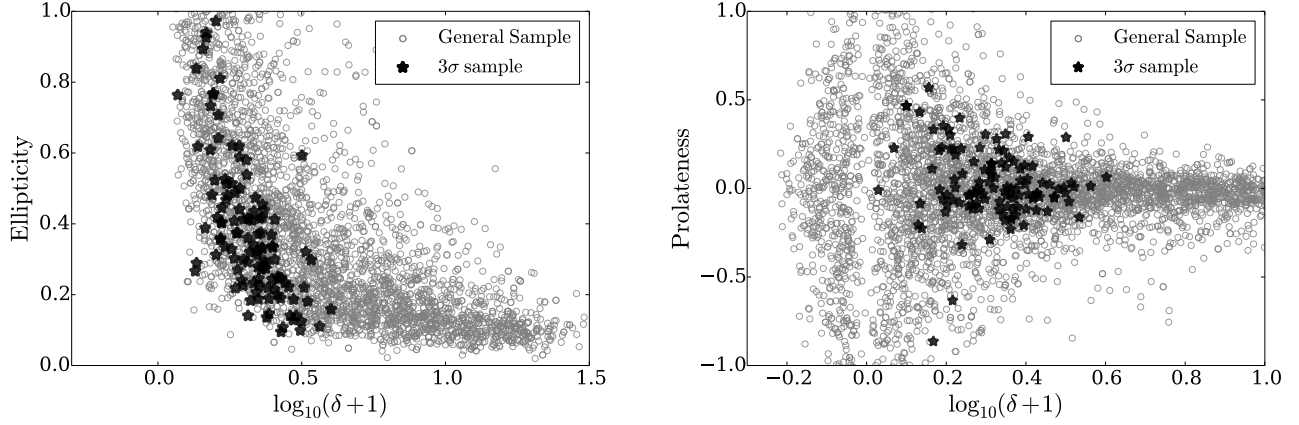 1.0
0.8
0.6
0.4
0.2
0.0
Ellipticity
General Sample
3σ sample
0.0 0.5 1.0 1.5
log₁₀(δ+1)
1.0
0.5
0.0
−0.5
−1.0
Prolateness
General Sample
3σ sample
−0.2 0.0 0.2 0.4 0.6 0.8 1.0
log₁₀(δ+1)